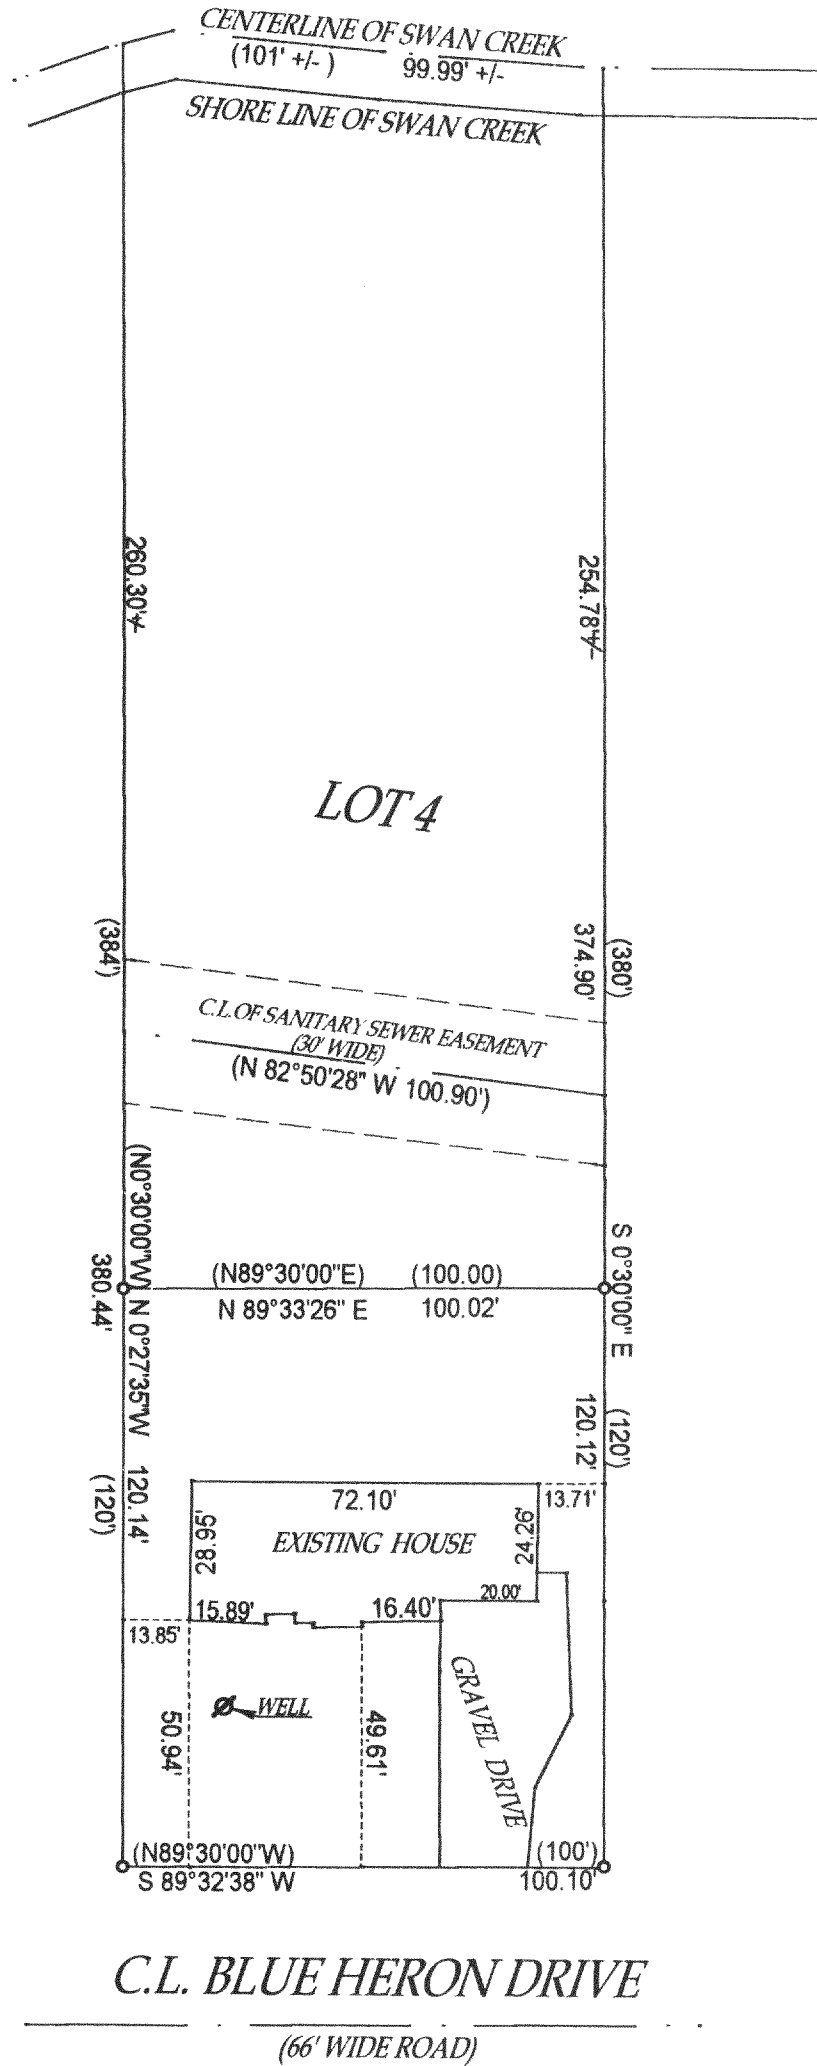 CENTERLINE OF SWAN CREEK
(101' +/- ) 99.99' +/-
SHORE LINE OF SWAN CREEK
260.30'+/-
254.78'+/-
LOT 4
(384')
374.90'
(380')
C.L.OF SANITARY SEWER EASEMENT
(30' WIDE)
(N 82°50'28" W 100.90')
(N0°30'00"W)
380.44'
S 0°30'00" E
(N89°30'00"E) (100.00)
N 89°33'26" E 100.02'
N 0°27'35"W 120.14'
(120')
120.12'
(120')
72.10'
13.71'
28.95'
EXISTING HOUSE
24.26'
15.89'
16.40'
20.00'
13.85'
WELL
GRAVEL DRIVE
50.94'
49.61'
(N89°30'00"W) (100')
S 89°32'38" W 100.10'
C.L. BLUE HERON DRIVE
(66' WIDE ROAD)